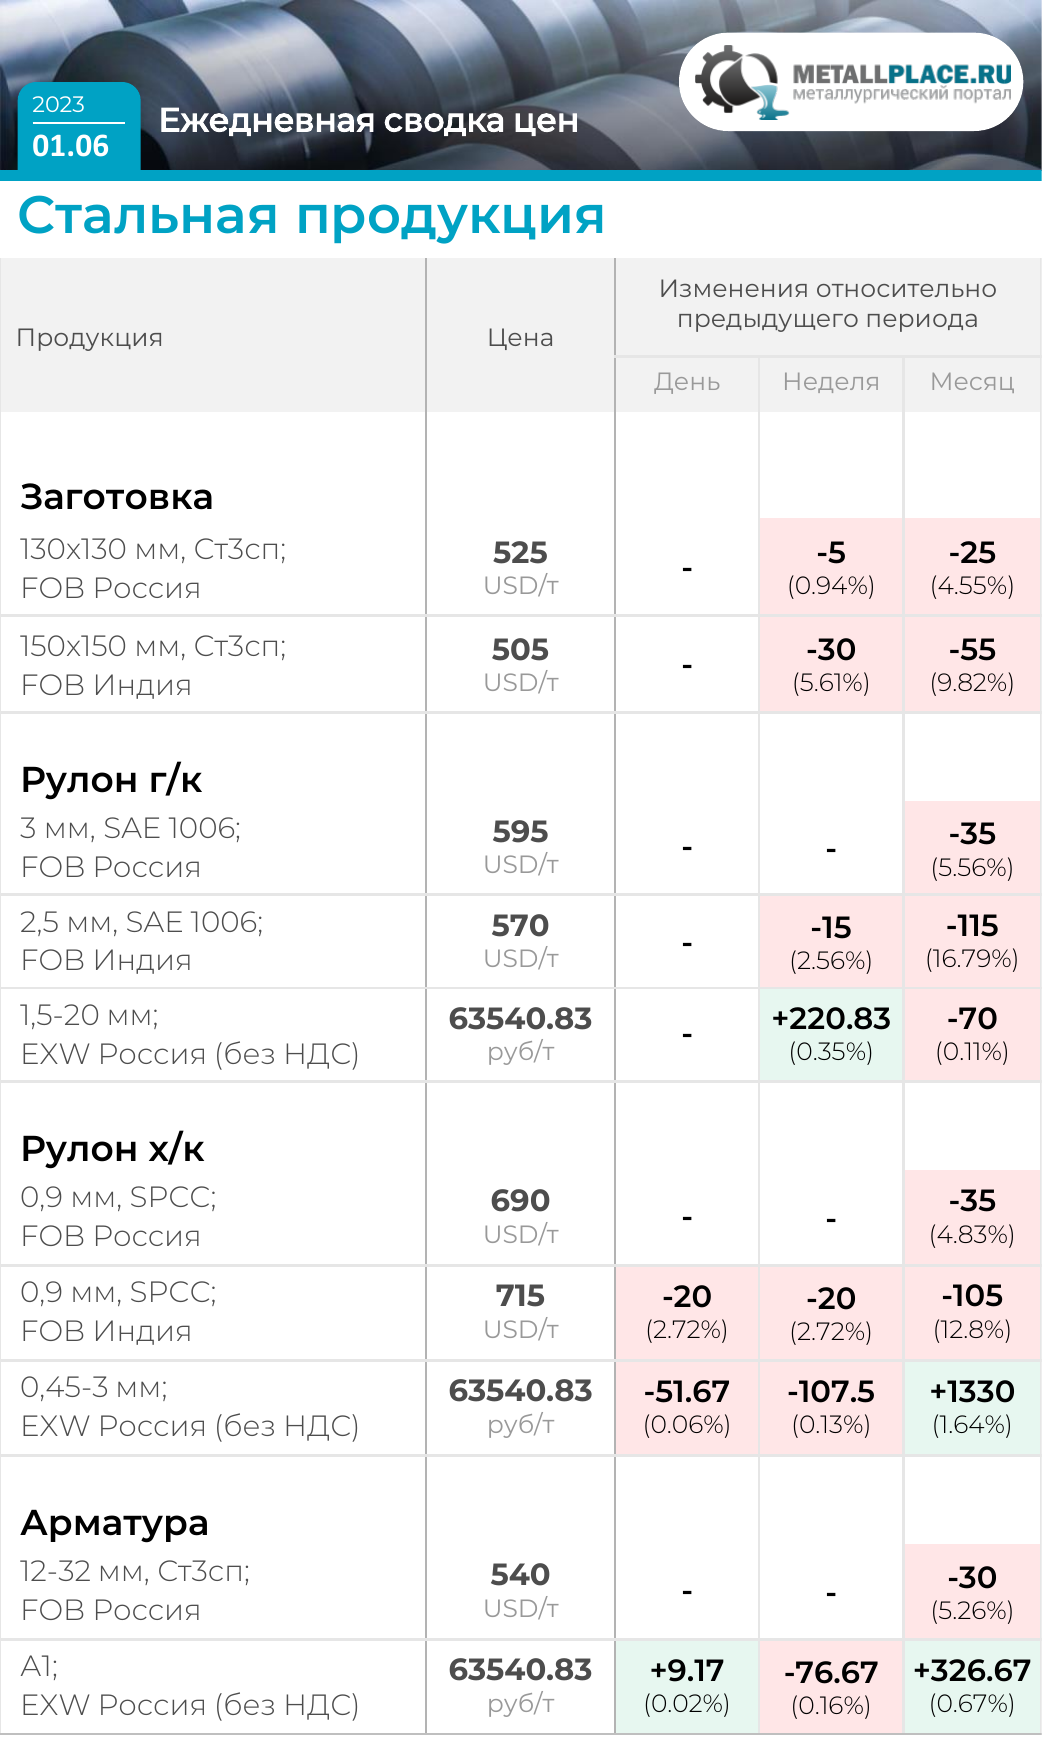 2023
01.06
Ежедневная сводка цен
METALLPLACE.RU
металлургический портал
Стальная продукция
Продукция
Цена
Изменения относительно
предыдущего периода
День Неделя Месяц
Заготовка
130х130 мм, Ст3сп;
FOB Россия
525
USD/т
-
-5
(0.94%)
-25
(4.55%)
150х150 мм, Ст3сп;
FOB Индия
505
USD/т
-
-30
(5.61%)
-55
(9.82%)
Рулон г/к
3 мм, SAE 1006;
FOB Россия
595
USD/т
-
-
-35
(5.56%)
2,5 мм, SAE 1006;
FOB Индия
570
USD/т
-
-15
(2.56%)
-115
(16.79%)
1,5-20 мм;
EXW Россия (без НДС)
63540.83
руб/т
-
+220.83
(0.35%)
-70
(0.11%)
Рулон х/к
0,9 мм, SPCC;
FOB Россия
690
USD/т
-
-
-35
(4.83%)
0,9 мм, SPCC;
FOB Индия
715
USD/т
-20
(2.72%)
-20
(2.72%)
-105
(12.8%)
0,45-3 мм;
EXW Россия (без НДС)
63540.83
руб/т
-51.67
(0.06%)
-107.5
(0.13%)
+1330
(1.64%)
Арматура
12-32 мм, Ст3сп;
FOB Россия
540
USD/т
-
-
-30
(5.26%)
А1;
EXW Россия (без НДС)
63540.83
руб/т
+9.17
(0.02%)
-76.67
(0.16%)
+326.67
(0.67%)